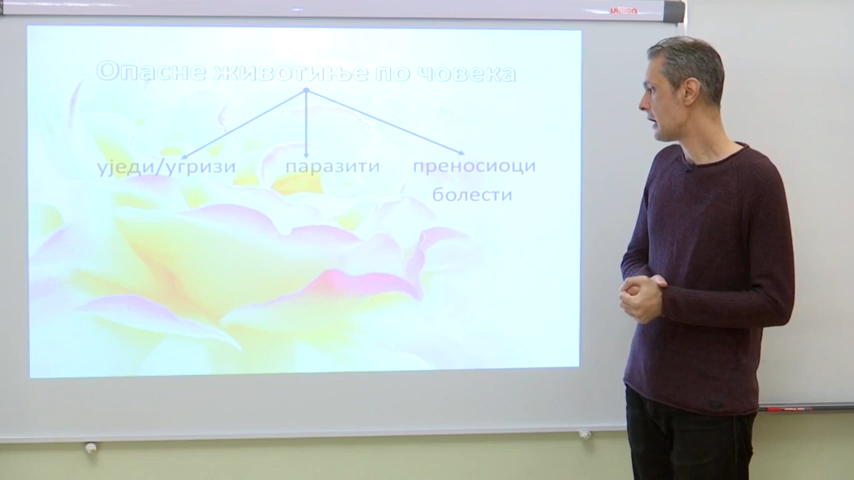 Опасне животиње по човека
уједи/угризи
паразити
преносиоци
болести